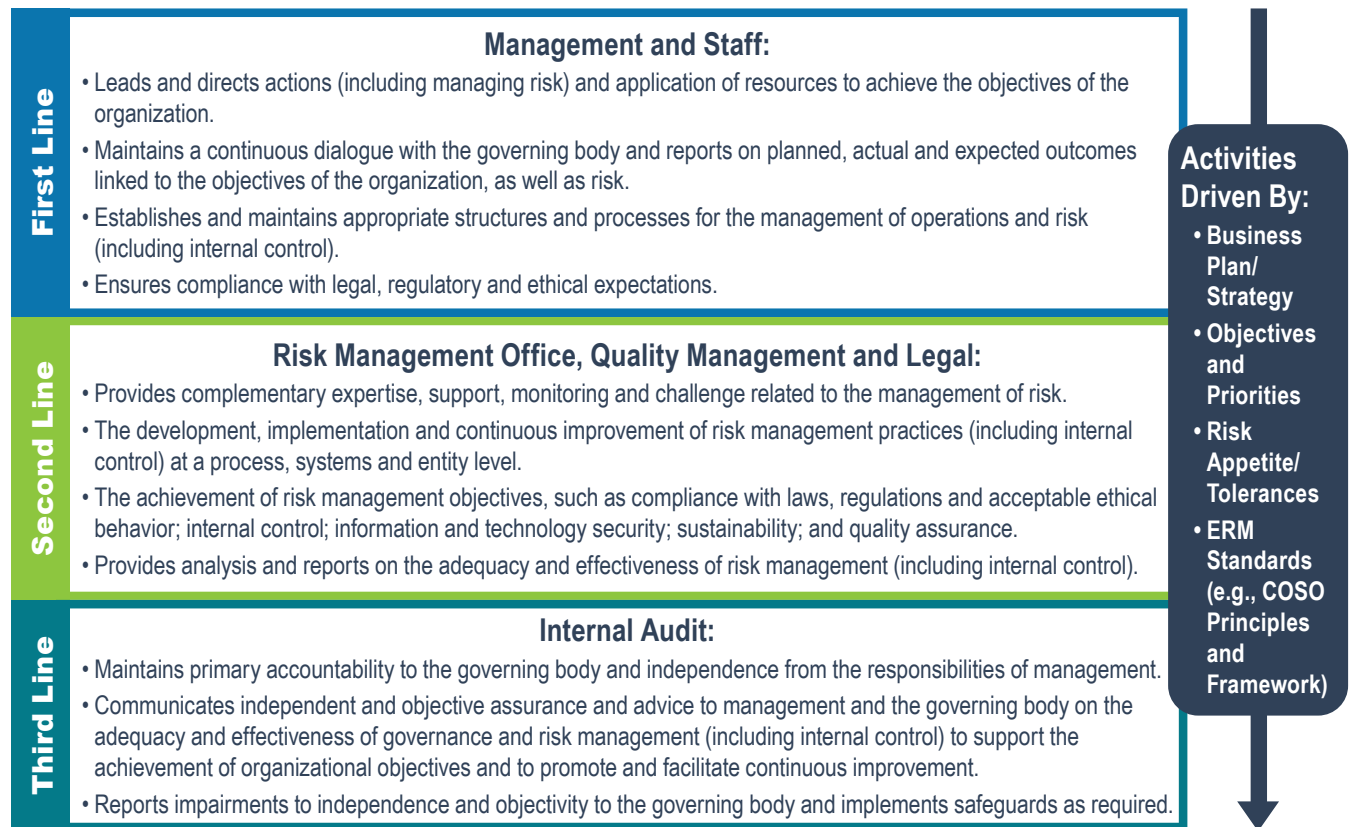 First Line
Management and Staff:
• Leads and directs actions (including managing risk) and application of resources to achieve the objectives of the
organization.
• Maintains a continuous dialogue with the governing body and reports on planned, actual and expected outcomes
linked to the objectives of the organization, as well as risk.
• Establishes and maintains appropriate structures and processes for the management of operations and risk
(including internal control).
• Ensures compliance with legal, regulatory and ethical expectations.
Second Line
Risk Management Office, Quality Management and Legal:
• Provides complementary expertise, support, monitoring and challenge related to the management of risk.
• The development, implementation and continuous improvement of risk management practices (including internal
control) at a process, systems and entity level.
• The achievement of risk management objectives, such as compliance with laws, regulations and acceptable ethical
behavior; internal control; information and technology security; sustainability; and quality assurance.
• Provides analysis and reports on the adequacy and effectiveness of risk management (including internal control).
Third Line
Internal Audit:
• Maintains primary accountability to the governing body and independence from the responsibilities of management.
• Communicates independent and objective assurance and advice to management and the governing body on the
adequacy and effectiveness of governance and risk management (including internal control) to support the
achievement of organizational objectives and to promote and facilitate continuous improvement.
• Reports impairments to independence and objectivity to the governing body and implements safeguards as required.
Activities
Driven By:
• Business
Plan/
Strategy
• Objectives
and
Priorities
• Risk
Appetite/
Tolerances
• ERM
Standards
(e.g., COSO
Principles
and
Framework)